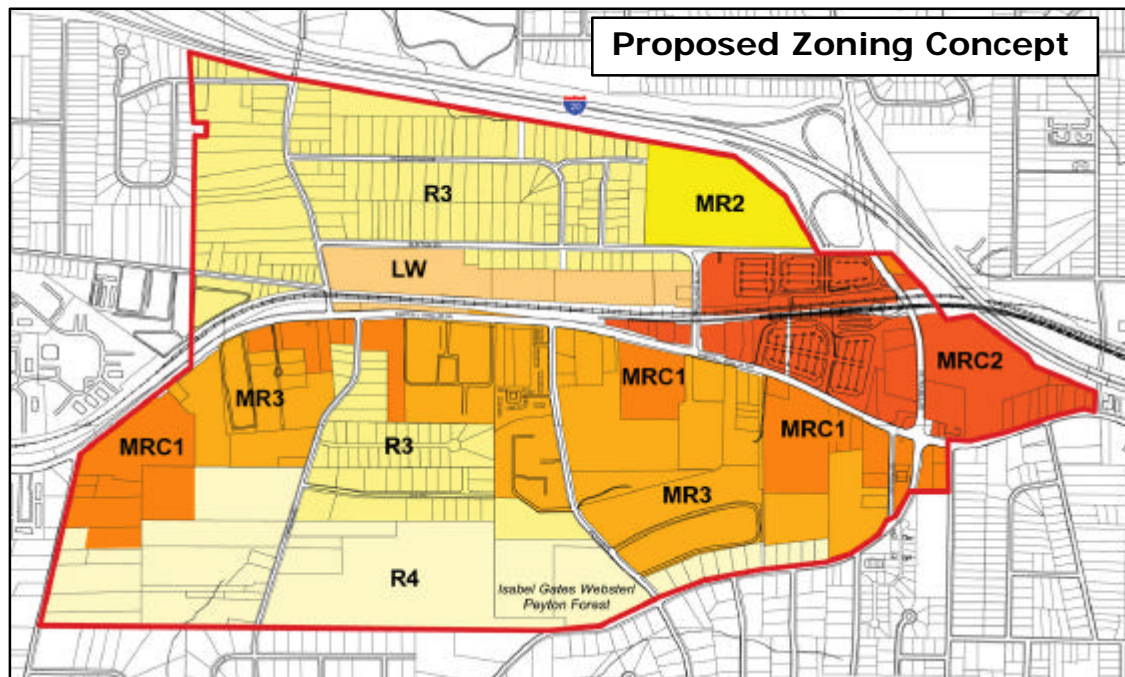 Proposed Zoning Concept
20
R3
MR2
LW
MRC1
MRC2
MR3
MRC1
MRC1
R3
MR3
R4
Isabel Gates Webster/
Peyton Forest